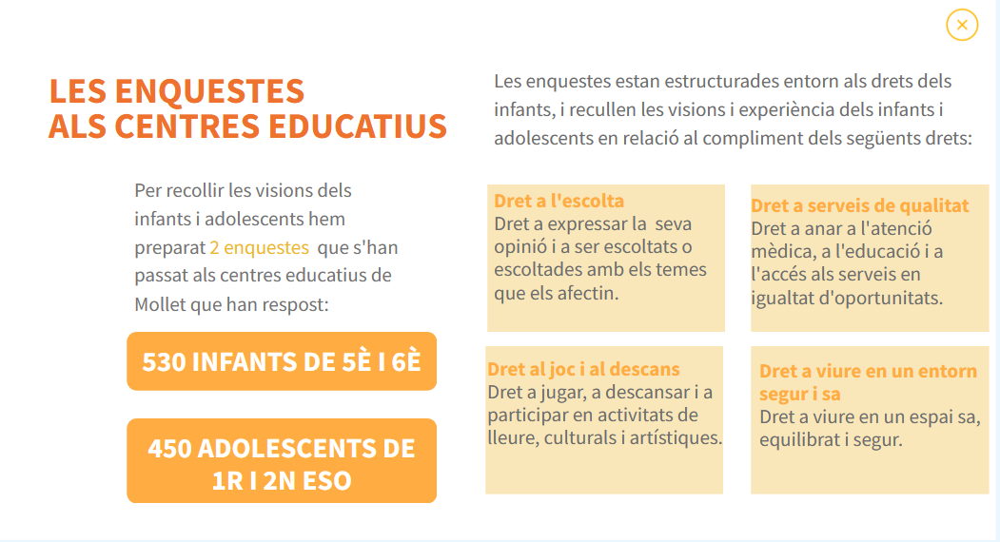 LES ENQUESTES
ALS CENTRES EDUCATIUS
Per recollir les visions dels
infants i adolescents hem
preparat 2 enquestes que s'han
passat als centres educatius de
Mollet que han respost:
530 INFANTS DE 5È I 6È
450 ADOLESCENTS DE
1R I 2N ESO
Les enquestes estan estructurades entorn als drets dels
infants, i recullen les visions i experiència dels infants i
adolescents en relació al compliment dels següents drets:
Dret a l'escolta
Dret a expressar la seva
opinió i a ser escoltats o
escoltades amb els temes
que els afectin.
Dret a serveis de qualitat
Dret a anar a l'atenció
mèdica, a l'educació i a
l'accés als serveis en
igualtat d'oportunitats.
Dret al joc i al descans
Dret a jugar, a descansar i a
participar en activitats de
lleure, culturals i artístiques.
Dret a viure en un entorn
segur i sa
Dret a viure en un espai sa,
equilibrat i segur.